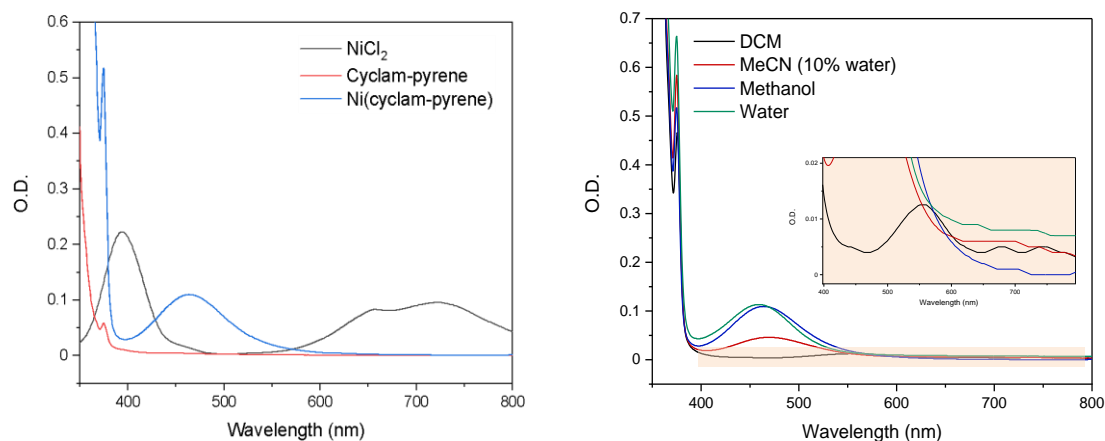 0.6
0.5
0.4
0.3
0.2
0.1
0
O.D.
NiCl2
Cyclam-pyrene
Ni(cyclam-pyrene)
400 500 600 700 800
Wavelength (nm)
0.7
0.6
0.5
0.4
0.3
0.2
0.1
0
O.D.
DCM
MeCN (10% water)
Methanol
Water
0.02
0.01
0
O.D.
400 500 600 700
Wavelength (nm)
400 500 600 700 800
Wavelength (nm)